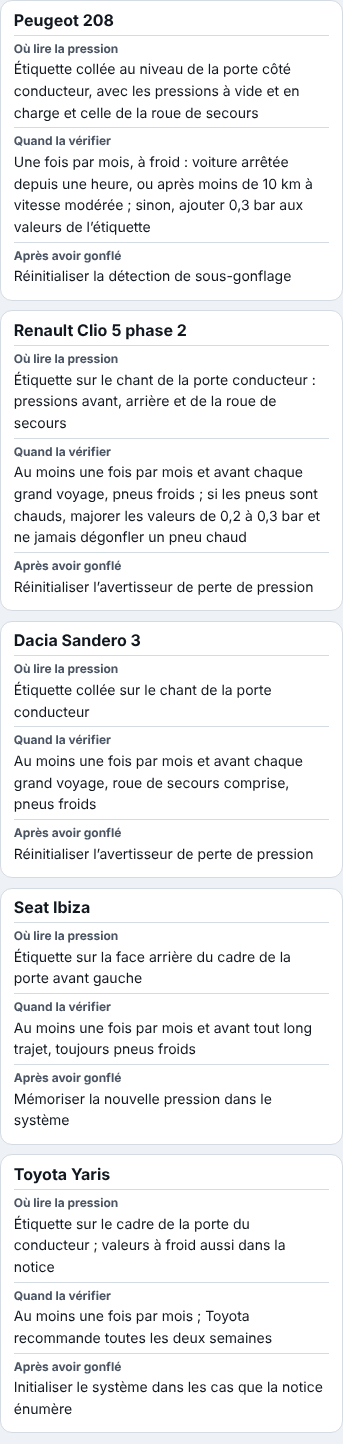 Peugeot 208
Où lire la pression
Étiquette collée au niveau de la porte côté
conducteur, avec les pressions à vide et en
charge et celle de la roue de secours
Quand la vérifier
Une fois par mois, à froid : voiture arrêtée
depuis une heure, ou après moins de 10 km à
vitesse modérée ; sinon, ajouter 0,3 bar aux
valeurs de l’étiquette
Après avoir gonflé
Réinitialiser la détection de sous-gonflage
Renault Clio 5 phase 2
Où lire la pression
Étiquette sur le chant de la porte conducteur :
pressions avant, arrière et de la roue de
secours
Quand la vérifier
Au moins une fois par mois et avant chaque
grand voyage, pneus froids ; si les pneus sont
chauds, majorer les valeurs de 0,2 à 0,3 bar et
ne jamais dégonfler un pneu chaud
Après avoir gonflé
Réinitialiser l’avertisseur de perte de pression
Dacia Sandero 3
Où lire la pression
Étiquette collée sur le chant de la porte
conducteur
Quand la vérifier
Au moins une fois par mois et avant chaque
grand voyage, roue de secours comprise,
pneus froids
Après avoir gonflé
Réinitialiser l’avertisseur de perte de pression
Seat Ibiza
Où lire la pression
Étiquette sur la face arrière du cadre de la
porte avant gauche
Quand la vérifier
Au moins une fois par mois et avant tout long
trajet, toujours pneus froids
Après avoir gonflé
Mémoriser la nouvelle pression dans le
système
Toyota Yaris
Où lire la pression
Étiquette sur le cadre de la porte du
conducteur ; valeurs à froid aussi dans la
notice
Quand la vérifier
Au moins une fois par mois ; Toyota
recommande toutes les deux semaines
Après avoir gonflé
Initialiser le système dans les cas que la notice
énumère